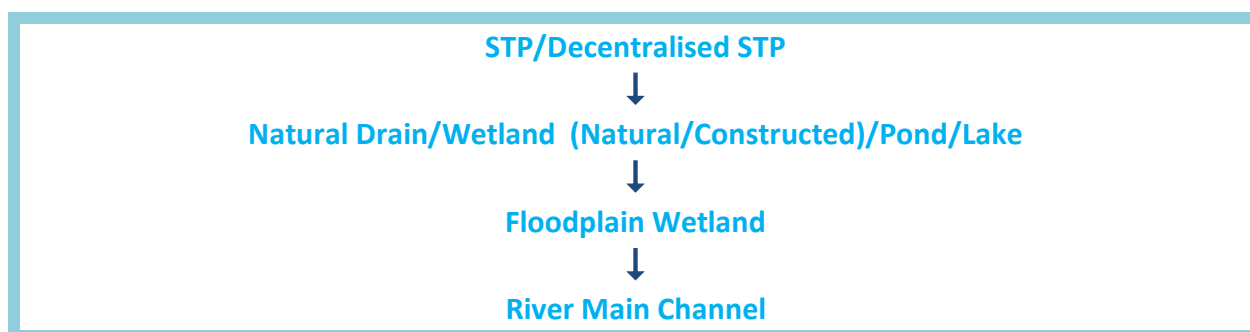 STP/Decentralised STP
Natural Drain/Wetland (Natural/Constructed)/Pond/Lake
Floodplain Wetland
River Main Channel